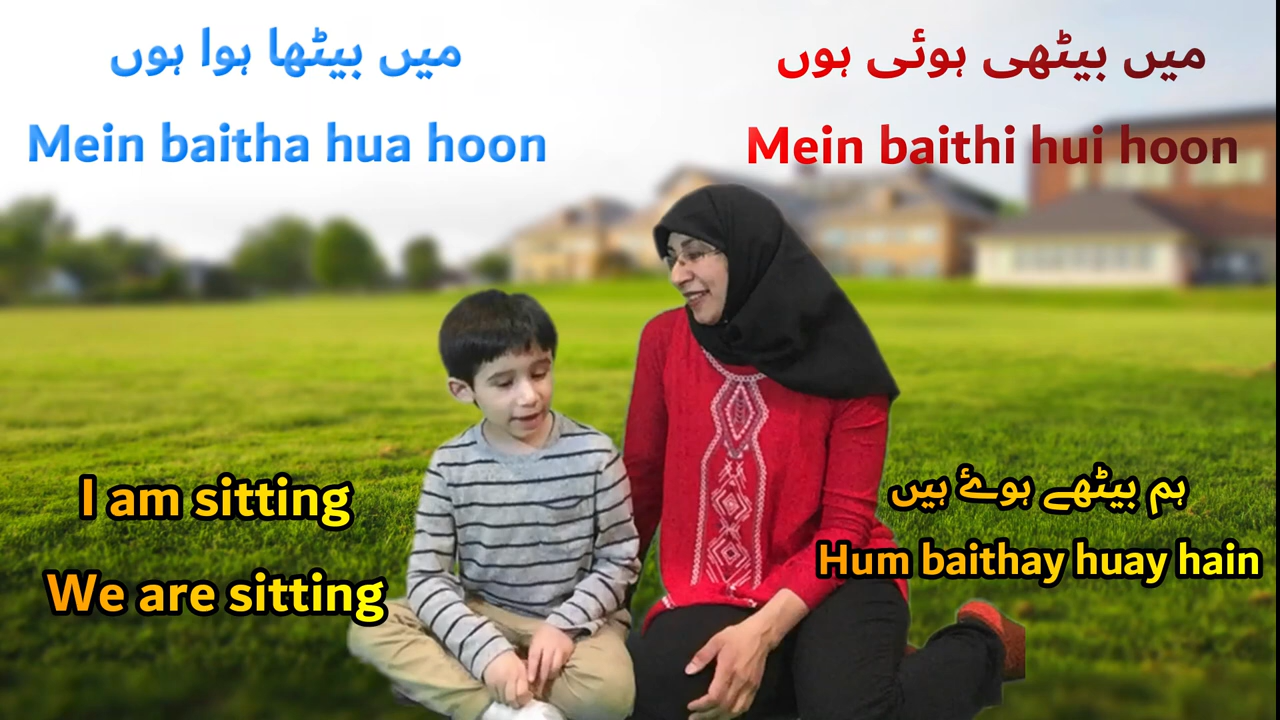 میں بیٹھا ہوا ہوں
Mein baitha hua hoon
میں بیٹھی ہوئی ہوں
Mein baithi hui hoon
I am sitting
We are sitting
ہم بیٹھے ہوۓ ہیں
Hum baithay huay hain